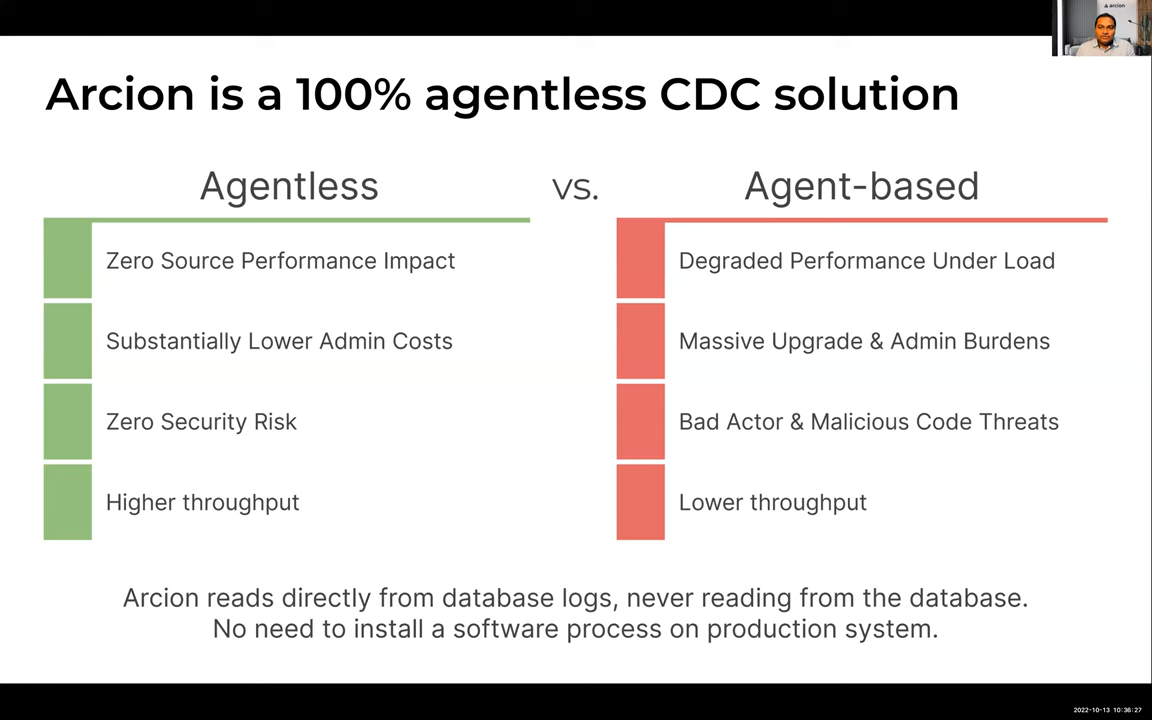 arcion
Arcion is a 100% agentless CDC solution
Agentless vs. Agent-based
Zero Source Performance Impact
Degraded Performance Under Load
Substantially Lower Admin Costs
Massive Upgrade & Admin Burdens
Zero Security Risk
Bad Actor & Malicious Code Threats
Higher throughput
Lower throughput
Arcion reads directly from database logs, never reading from the database.
No need to install a software process on production system.
2022-10-13 10:36:27